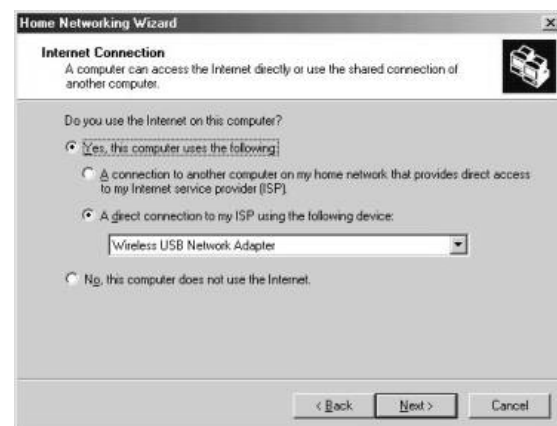 Home Networking Wizard
Internet Connection
A computer can access the Internet directly or use the shared connection of
another computer.
Do you use the Internet on this computer?
Yes, this computer uses the following:
A connection to another computer on my home network that provides direct access
to my Internet service provider (ISP).
A direct connection to my ISP using the following device:
Wireless USB Network Adapter
No, this computer does not use the Internet.
< Back Next > Cancel